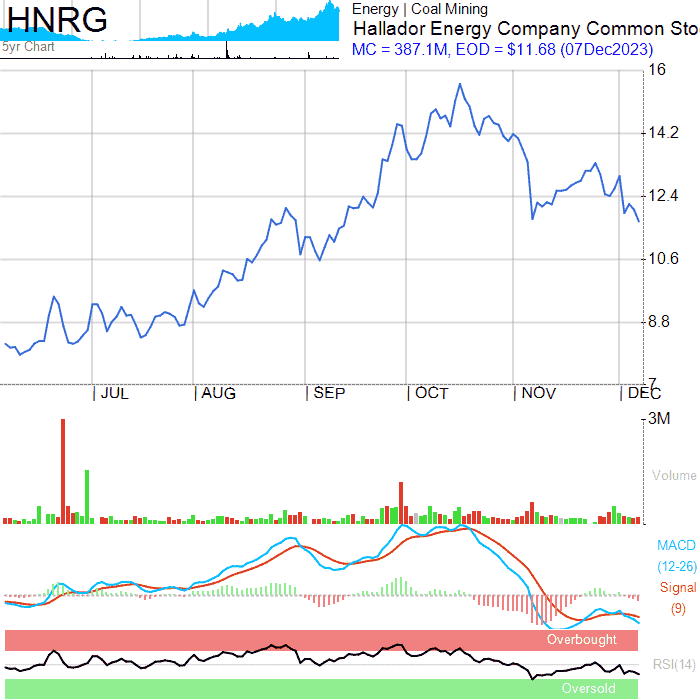 HNRG
5yr Chart
Energy | Coal Mining
Hallador Energy Company Common Sto
MC = 387.1M, EOD = $11.68 (07Dec2023)
16
14.2
12.4
10.6
8.8
7
JUL
AUG
SEP
OCT
NOV
DEC
3M
Volume
MACD
(12-26)
Signal
(9)
Overbought
RSI(14)
Oversold